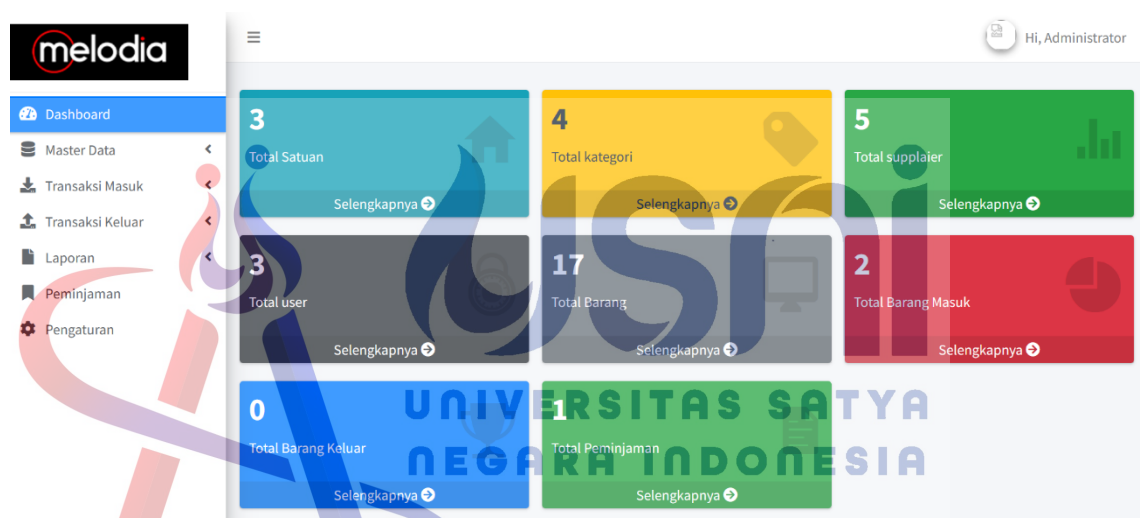 melodia
Hi, Administrator
Dashboard
Master Data
Transaksi Masuk
Transaksi Keluar
Laporan
Peminjaman
Pengaturan
3
Total Satuan
Selengkapnya
4
Total kategori
Selengkapnya
5
Total supplaier
Selengkapnya
3
Total user
Selengkapnya
17
Total Barang
Selengkapnya
2
Total Barang Masuk
Selengkapnya
0
Total Barang Keluar
Selengkapnya
1
Total Peminjaman
Selengkapnya
usni
UNIVERSITAS SATYA
NEGARA INDONESIA